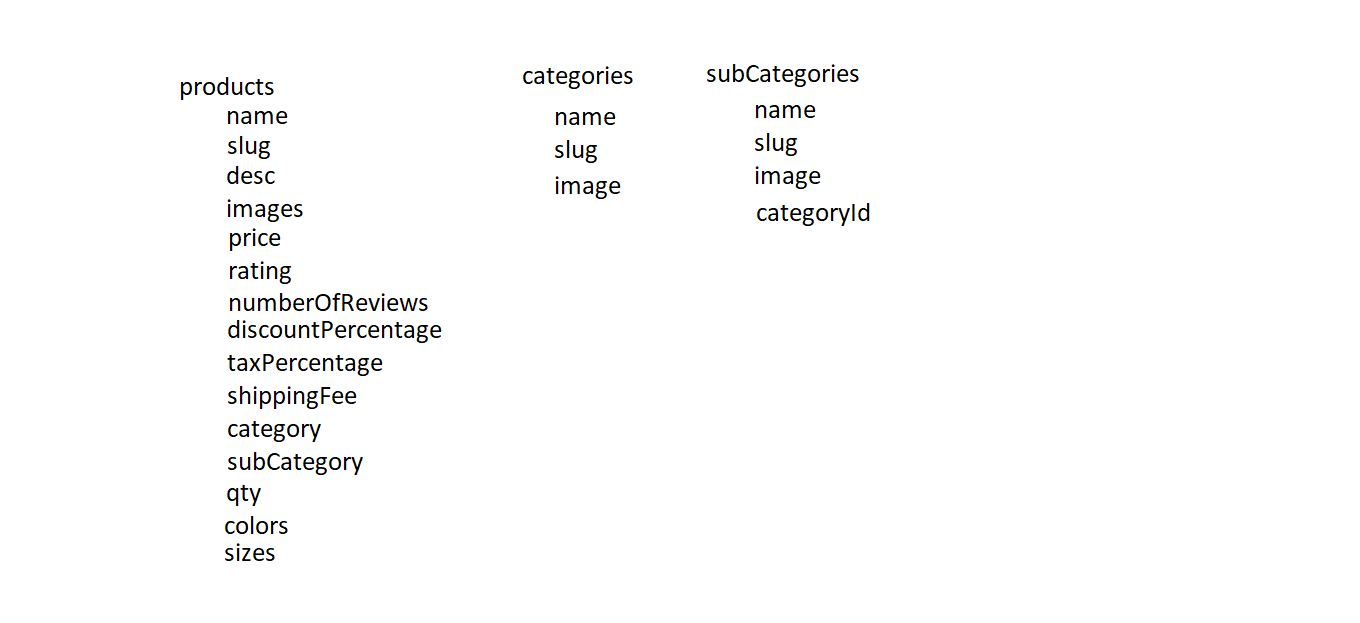 products
name
slug
desc
images
price
rating
numberOfReviews
discountPercentage
taxPercentage
shippingFee
category
subCategory
qty
colors
sizes
categories
name
slug
image
subCategories
name
slug
image
categoryId